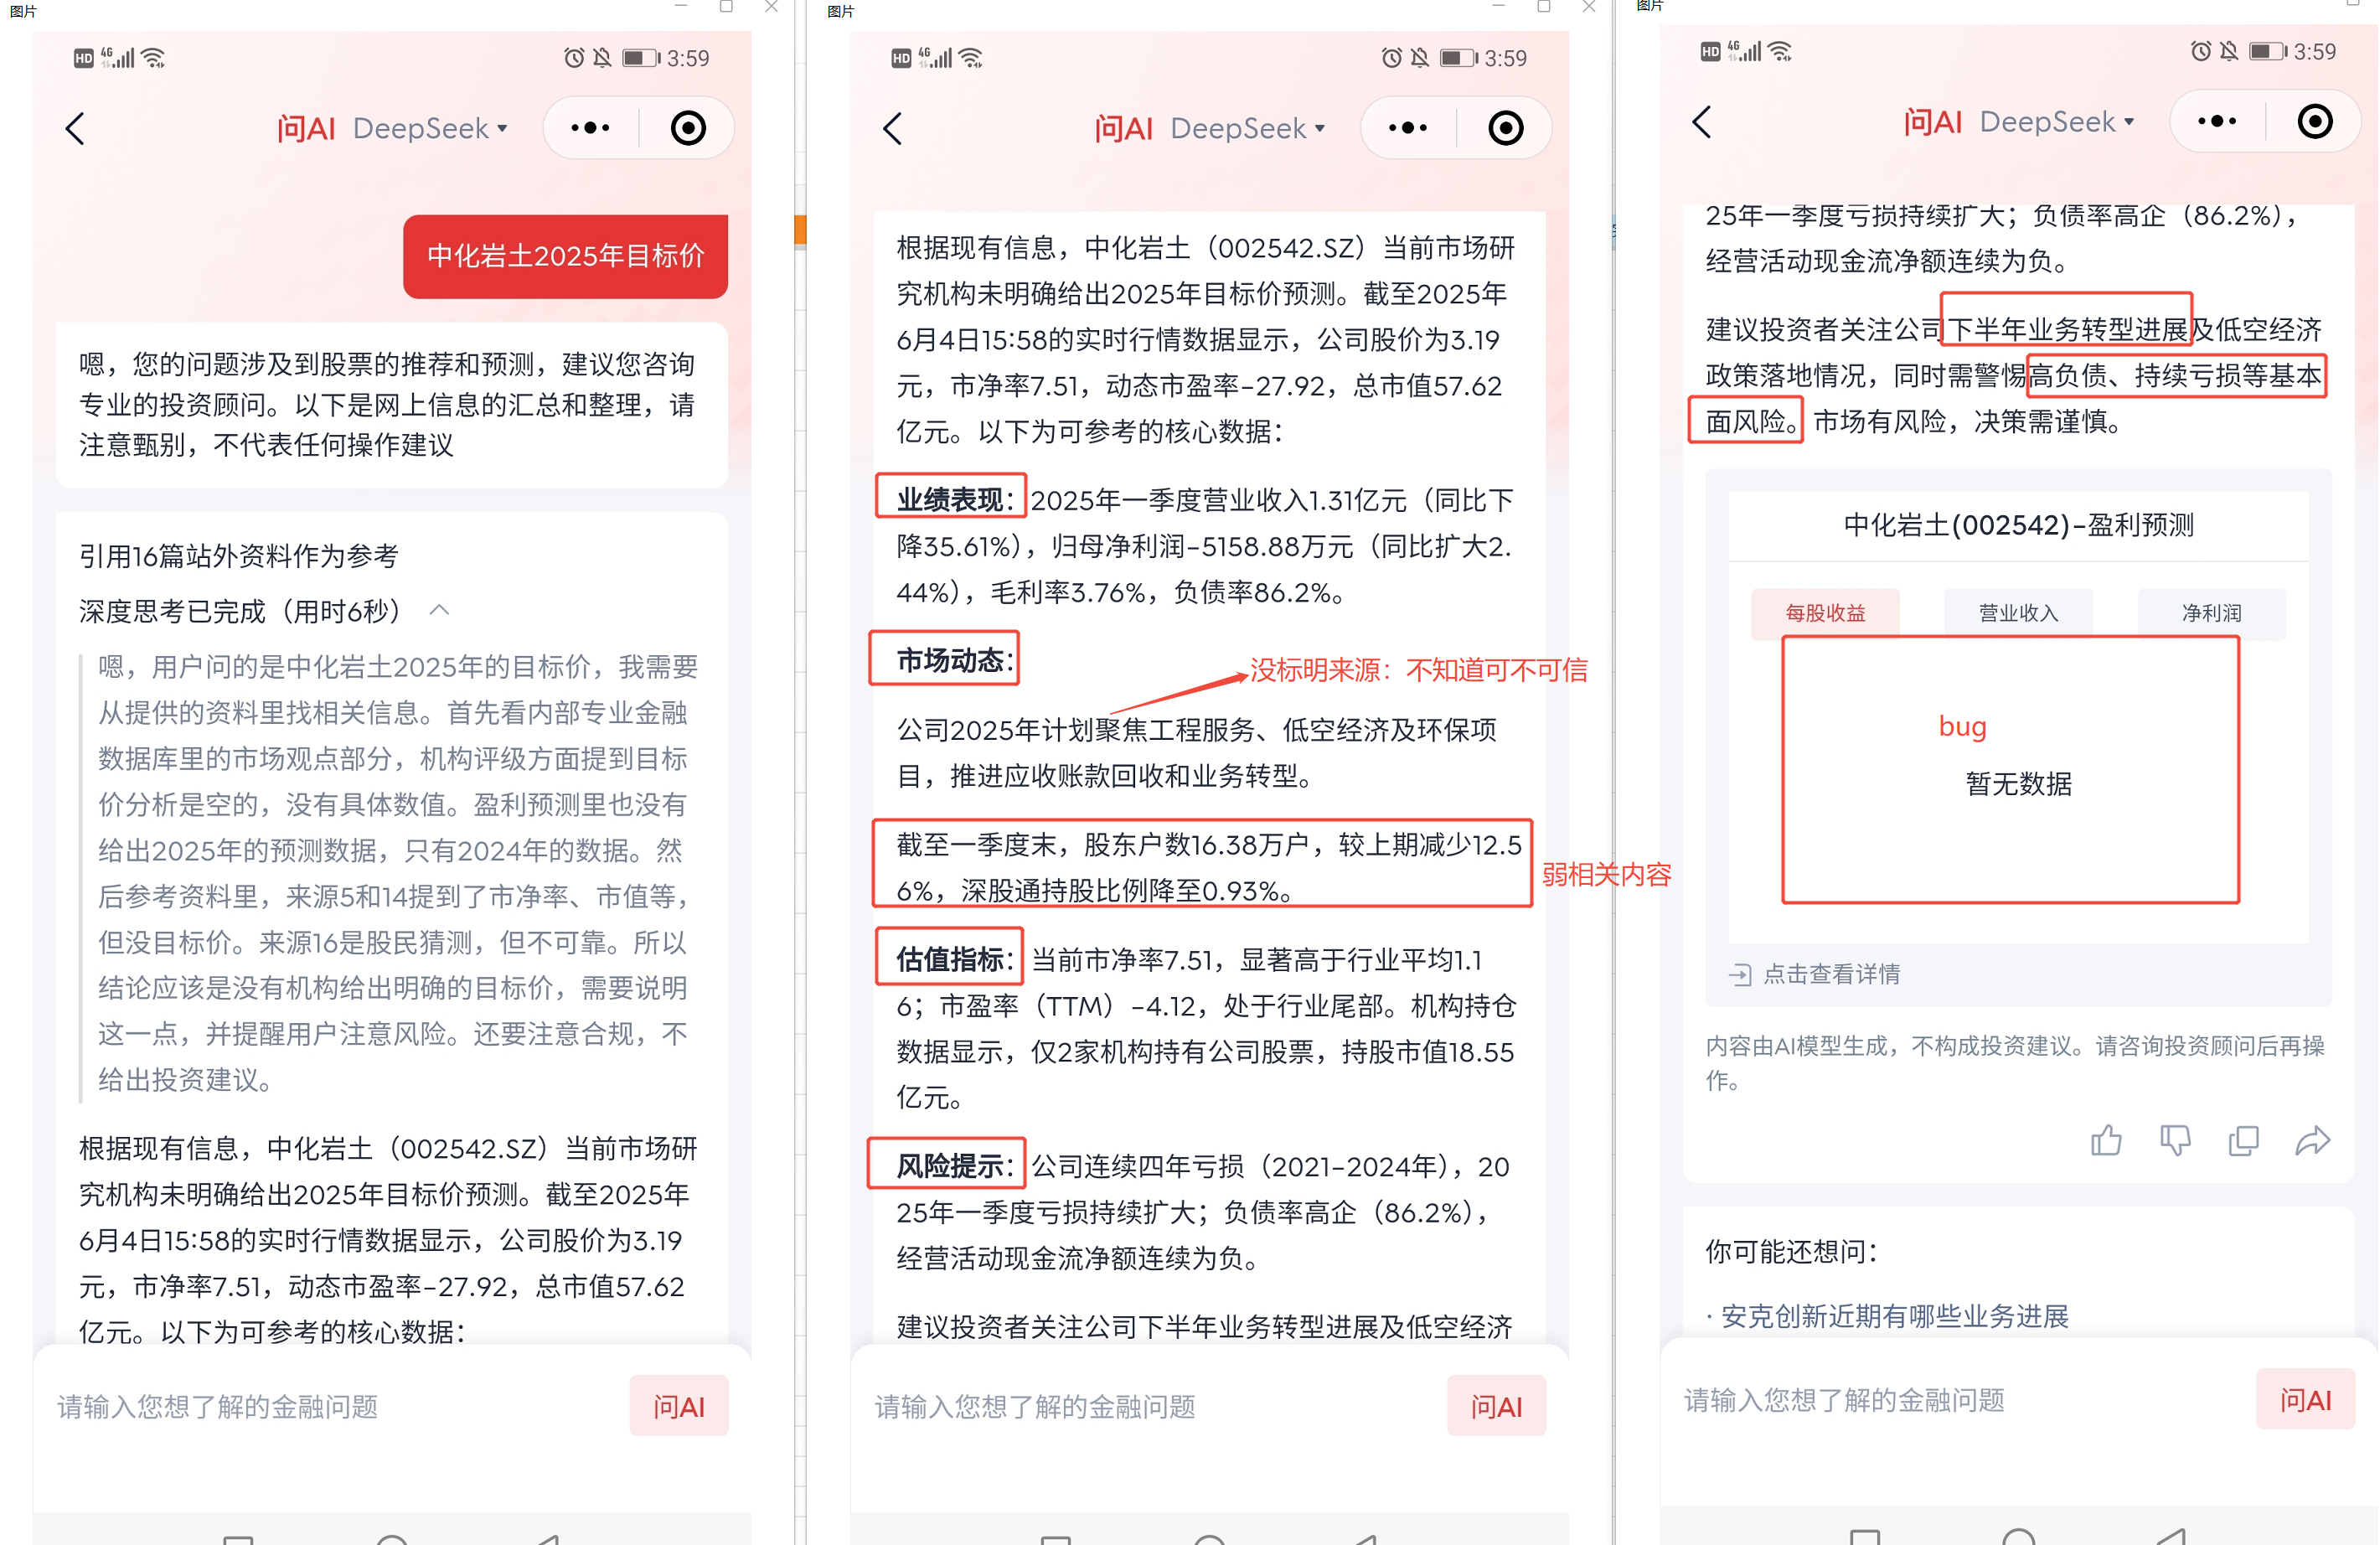 图片
HD 4G 3:59
问AI DeepSeek
中化岩土2025年目标价
嗯，您的问题涉及到股票的推荐和预测，建议您咨询
专业的投资顾问。以下是网上信息的汇总和整理，请
注意甄别，不代表任何操作建议
引用16篇站外资料作为参考
深度思考已完成（用时6秒）
嗯，用户问的是中化岩土2025年的目标价，我需要
从提供的资料里找相关信息。首先看内部专业金融
数据库里的市场观点部分，机构评级方面提到目标
价分析是空的，没有具体数值。盈利预测里也没有
给出2025年的预测数据，只有2024年的数据。然
后参考资料里，来源5和14提到了市净率、市值等，
但没目标价。来源16是股民猜测，但不可靠。所以
结论应该是没有机构给出明确的目标价，需要说明
这一点，并提醒用户注意风险。还要注意合规，不
给出投资建议。
根据现有信息，中化岩土（002542.SZ）当前市场研
究机构未明确给出2025年目标价预测。截至2025年
6月4日15:58的实时行情数据显示，公司股价为3.19
元，市净率7.51，动态市盈率-27.92，总市值57.62
亿元。以下为可参考的核心数据：
请输入您想了解的金融问题
问AI
图片
HD 4G 3:59
问AI DeepSeek
根据现有信息，中化岩土（002542.SZ）当前市场研
究机构未明确给出2025年目标价预测。截至2025年
6月4日15:58的实时行情数据显示，公司股价为3.19
元，市净率7.51，动态市盈率-27.92，总市值57.62
亿元。以下为可参考的核心数据：
业绩表现：2025年一季度营业收入1.31亿元（同比下
降35.61%），归母净利润-5158.88万元（同比扩大2.
44%），毛利率3.76%，负债率86.2%。
市场动态：
没标明来源：不知道可不可信
公司2025年计划聚焦工程服务、低空经济及环保项
目，推进应收账款回收和业务转型。
截至一季度末，股东户数16.38万户，较上期减少12.5
6%，深股通持股比例降至0.93%。
弱相关内容
估值指标：当前市净率7.51，显著高于行业平均1.1
6；市盈率（TTM）-4.12，处于行业尾部。机构持仓
数据显示，仅2家机构持有公司股票，持股市值18.55
亿元。
风险提示：公司连续四年亏损（2021-2024年），20
25年一季度亏损持续扩大；负债率高企（86.2%），
经营活动现金流净额连续为负。
建议投资者关注公司下半年业务转型进展及低空经济
请输入您想了解的金融问题
问AI
图片
HD 4G 3:59
问AI DeepSeek
25年一季度亏损持续扩大；负债率高企（86.2%），
经营活动现金流净额连续为负。
建议投资者关注公司下半年业务转型进展及低空经济
政策落地情况，同时需警惕高负债、持续亏损等基本
面风险。市场有风险，决策需谨慎。
中化岩土(002542)-盈利预测
每股收益 营业收入 净利润
bug
暂无数据
点击查看详情
内容由AI模型生成，不构成投资建议。请咨询投资顾问后再操
作。
你可能还想问：
· 安克创新近期有哪些业务进展
请输入您想了解的金融问题
问AI